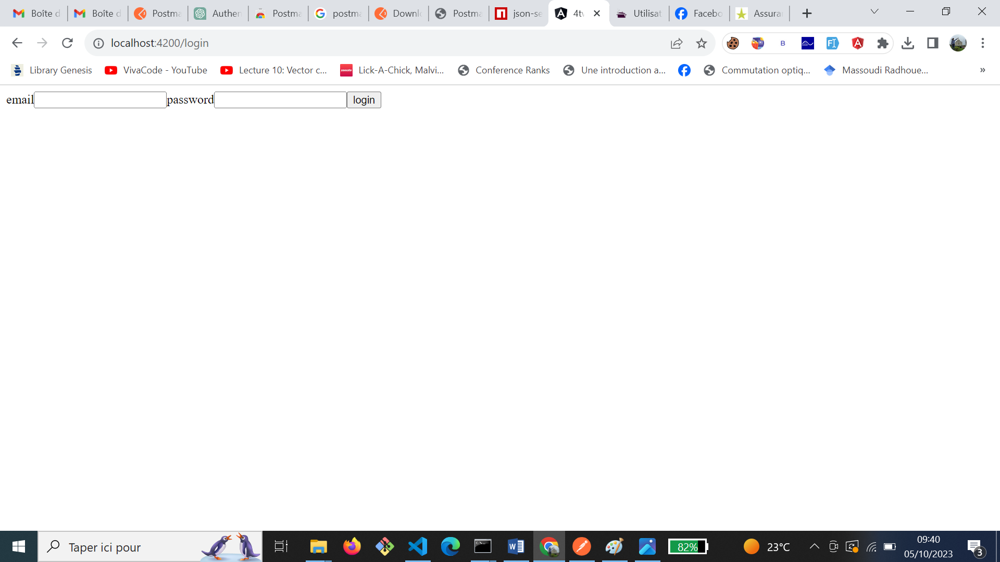 Boîte d Boîte d Postma Authen Postma postma Downlo Postma json-se 4tv Utilisat Facebo Assuran
localhost:4200/login
Library Genesis VivaCode - YouTube Lecture 10: Vector c... Lick-A-Chick, Malvi... Conference Ranks Une introduction a... Commutation optiq... Massoudi Radhoue... »
email password login
Taper ici pour 82% 23°C 09:40
05/10/2023 3